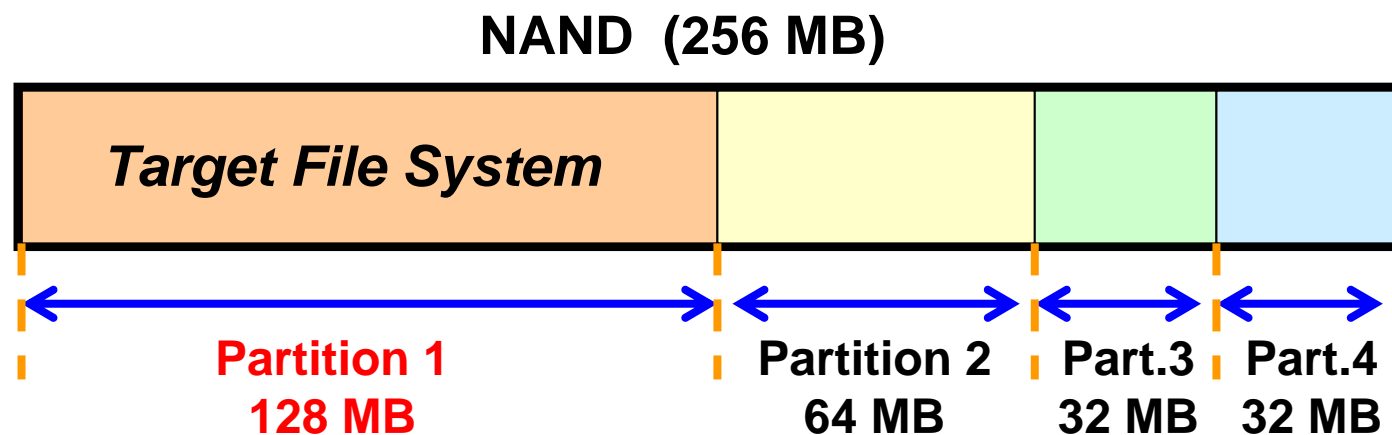 NAND (256 MB)
Target File System
Partition 1
128 MB
Partition 2
64 MB
Part.3
32 MB
Part.4
32 MB